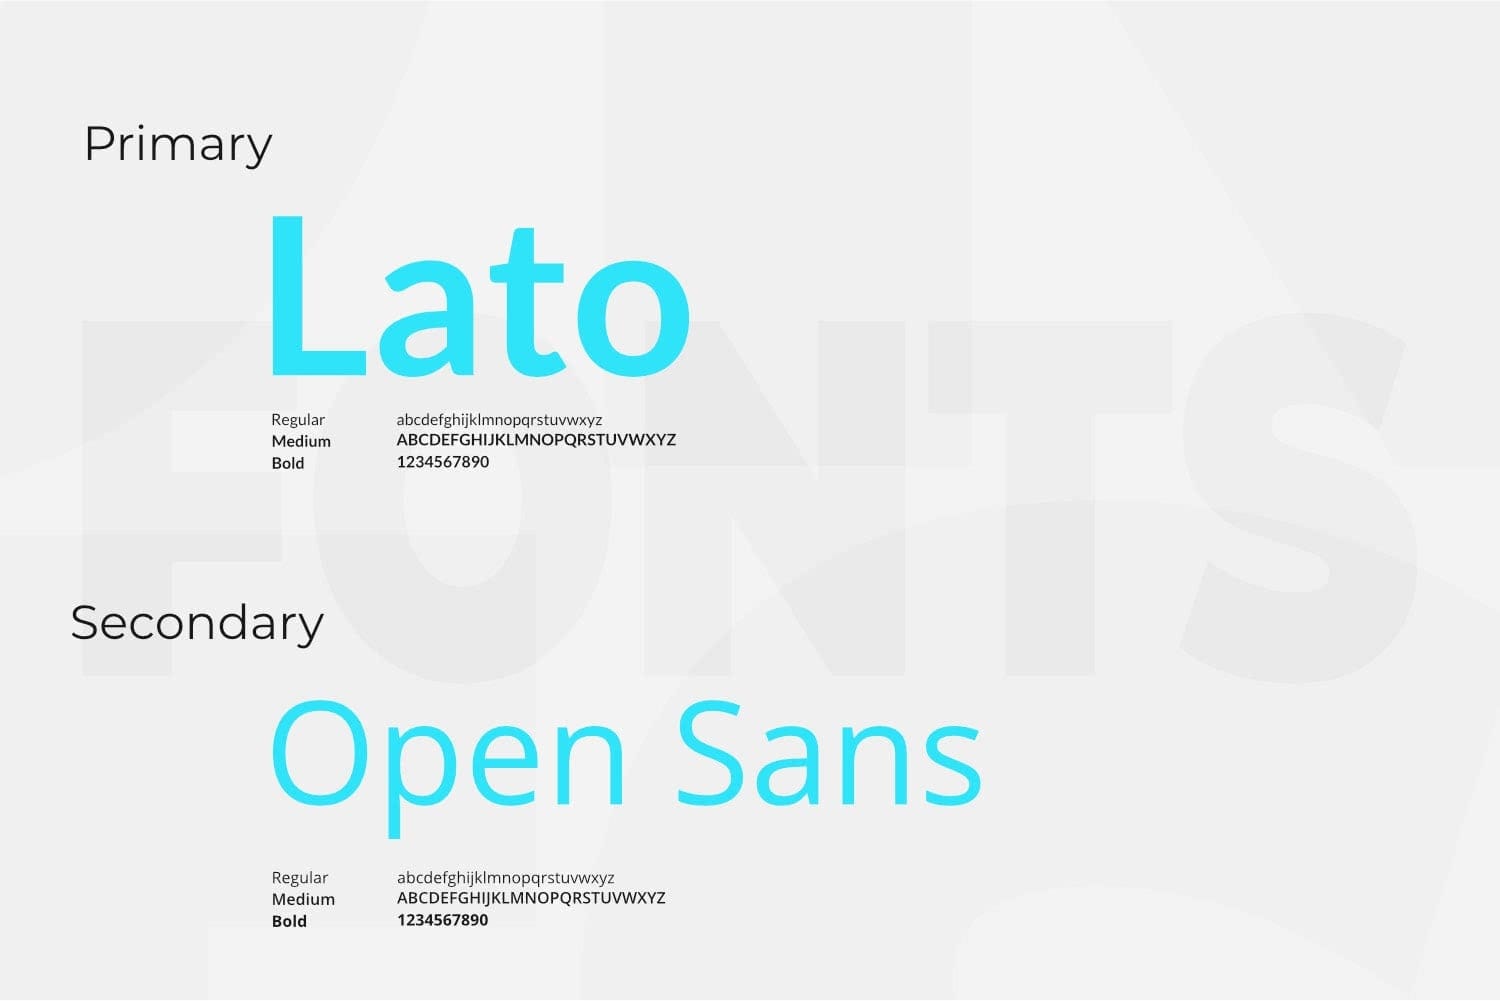 Primary
Lato
Regular abcdefghijklmnopqrstuvwxyz
Medium ABCDEFGHIJKLMNOPQRSTUVWXYZ
Bold 1234567890
FONTS
Secondary
Open Sans
Regular abcdefghijklmnopqrstuvwxyz
Medium ABCDEFGHIJKLMNOPQRSTUVWXYZ
Bold 1234567890